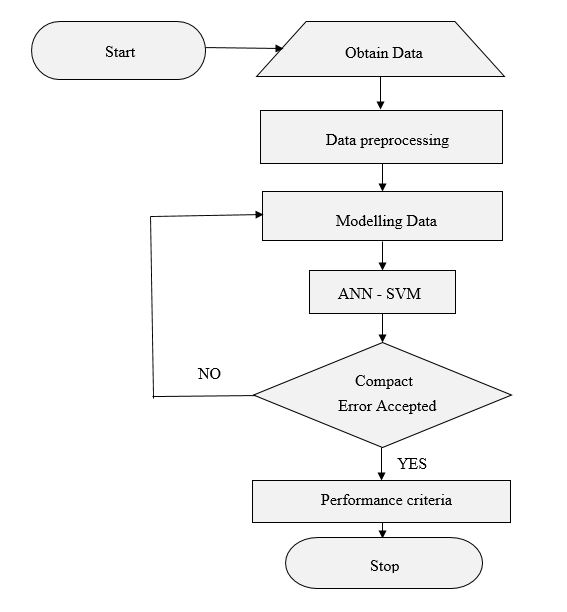 Start
Obtain Data
Data preprocessing
Modelling Data
ANN - SVM
Compact
Error Accepted
NO
YES
Performance criteria
Stop